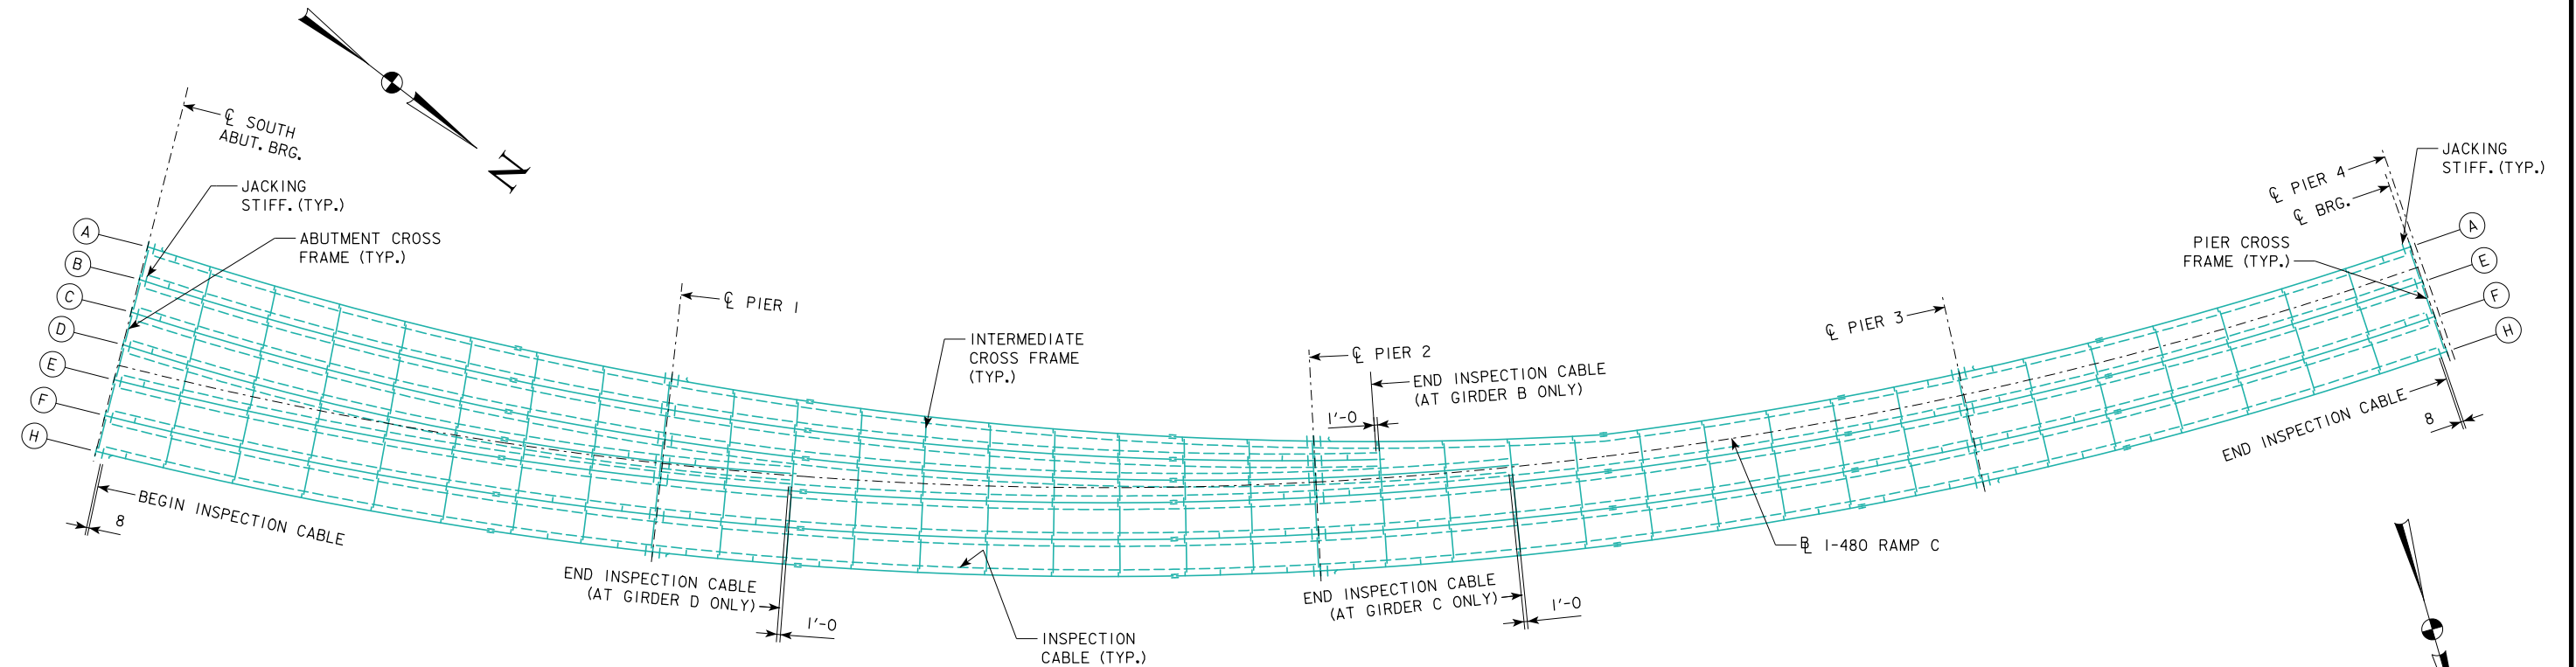 N
℄ SOUTH
ABUT. BRG.
JACKING
STIFF. (TYP.)
ABUTMENT CROSS
FRAME (TYP.)
A
B
C
D
E
F
H
8
BEGIN INSPECTION CABLE
℄ PIER 1
INTERMEDIATE
CROSS FRAME
(TYP.)
END INSPECTION CABLE
(AT GIRDER D ONLY)
1'-0
INSPECTION
CABLE (TYP.)
℄ PIER 2
END INSPECTION CABLE
(AT GIRDER B ONLY)
1'-0
END INSPECTION CABLE
(AT GIRDER C ONLY)
1'-0
℄ PIER 3
BL I-480 RAMP C
℄ PIER 4
℄ BRG.
PIER CROSS
FRAME (TYP.)
JACKING
STIFF. (TYP.)
A
E
F
H
END INSPECTION CABLE
8